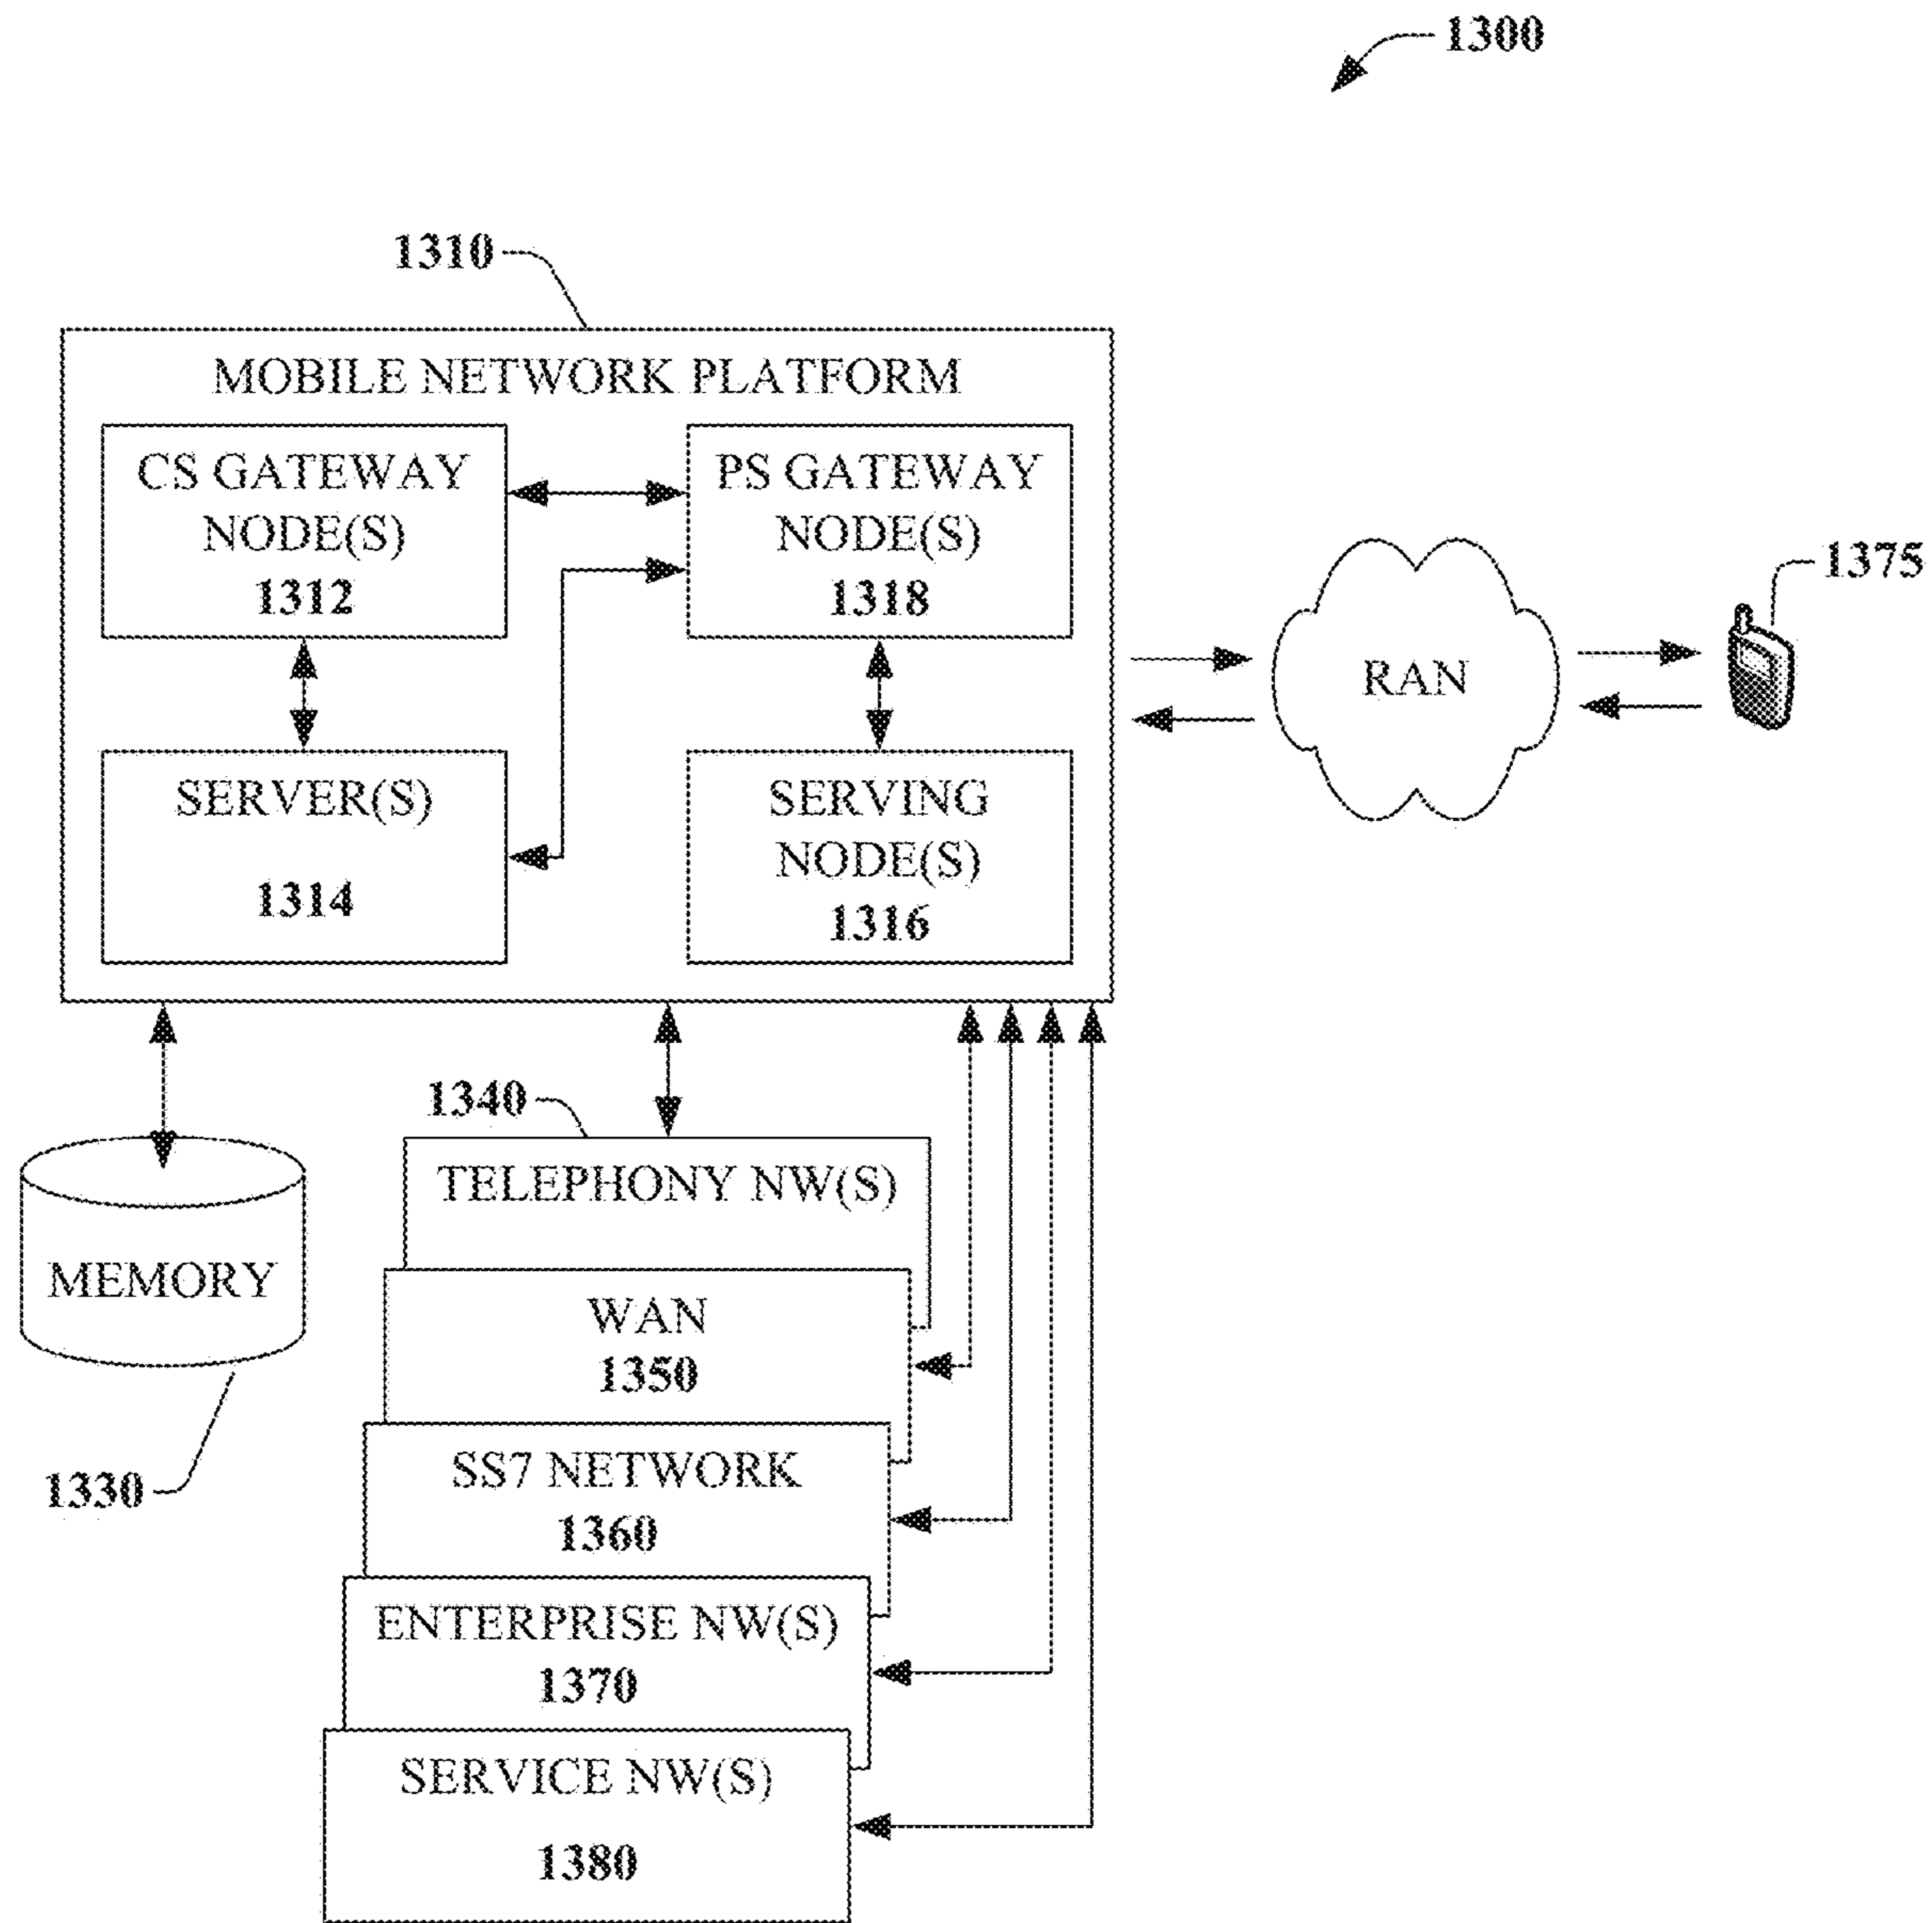 1300
1310
MOBILE NETWORK PLATFORM
CS GATEWAY
NODE(S)
1312
PS GATEWAY
NODE(S)
1318
SERVER(S)
1314
SERVING
NODE(S)
1316
RAN
1375
1340
TELEPHONY NW(S)
MEMORY
1330
WAN
1350
SS7 NETWORK
1360
ENTERPRISE NW(S)
1370
SERVICE NW(S)
1380